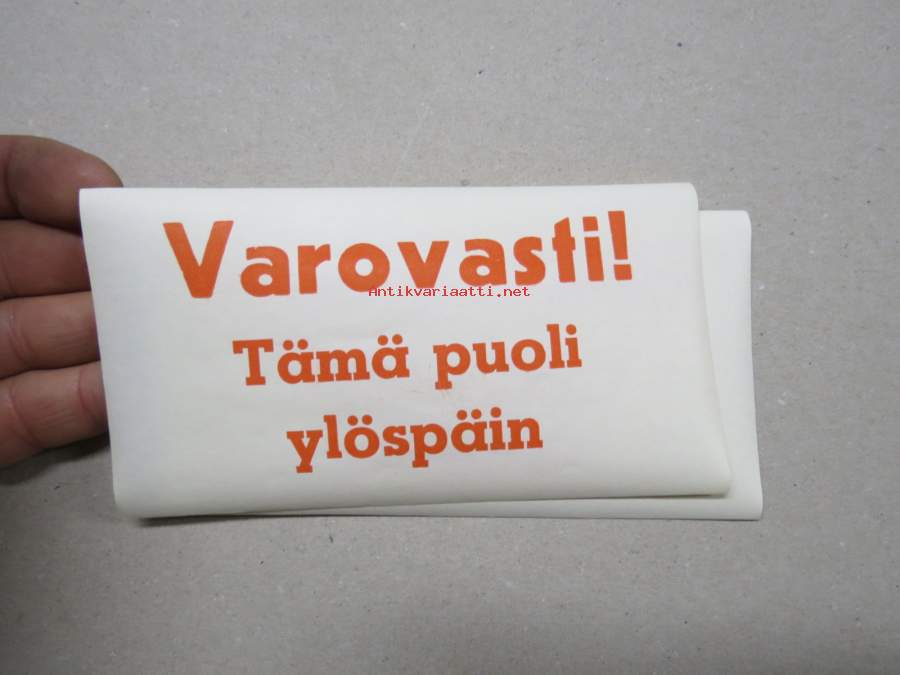 Varovasti!
Antikvariaatti.net
Tämä puoli
ylöspäin